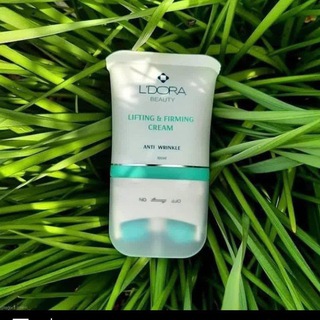 L'DORA
BEAUTY
LIFTING & FIRMING
CREAM
ANTI WRINKLE